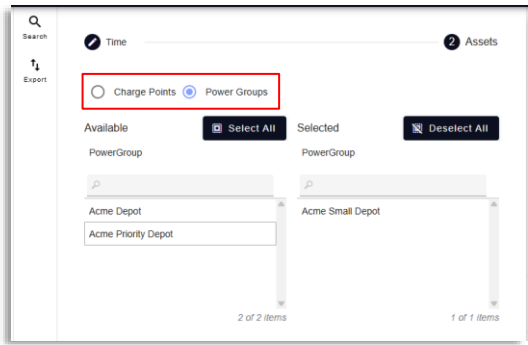 Search
Time
2 Assets
Export
Charge Points Power Groups
Available Select All Selected Deselect All
PowerGroup PowerGroup
Acme Depot Acme Small Depot
Acme Priority Depot
2 of 2 items 1 of 1 items